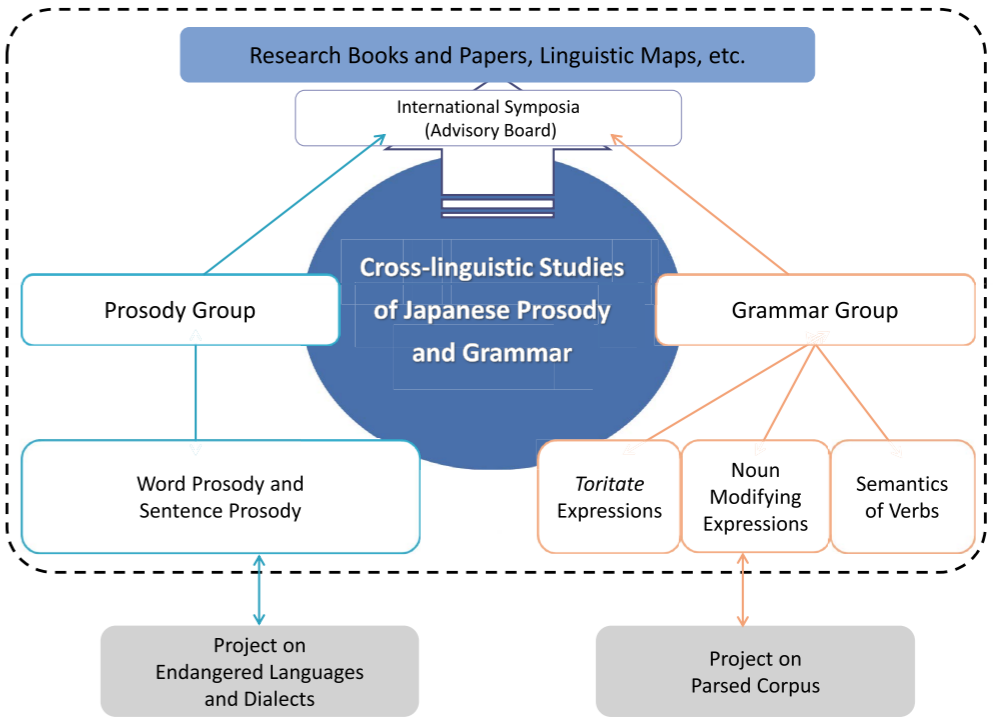 Research Books and Papers, Linguistic Maps, etc.
International Symposia
(Advisory Board)
Cross-linguistic Studies
of Japanese Prosody
and Grammar
Prosody Group
Grammar Group
Word Prosody and
Sentence Prosody
Toritate
Expressions
Noun
Modifying
Expressions
Semantics
of Verbs
Project on
Endangered Languages
and Dialects
Project on
Parsed Corpus